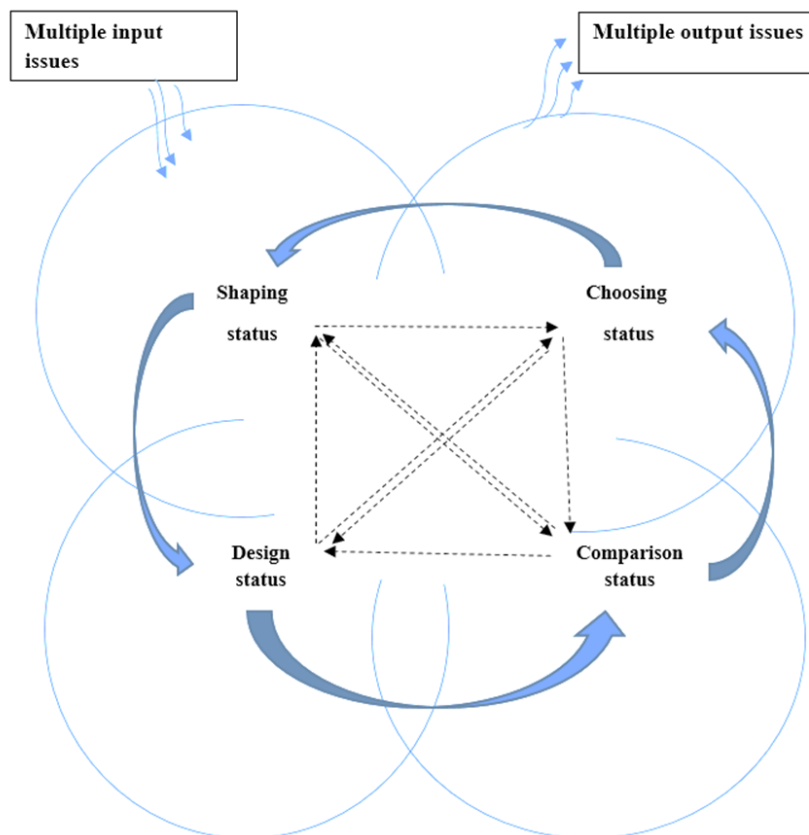 Multiple input
issues
Multiple output issues
Shaping
status
Choosing
status
Design
status
Comparison
status